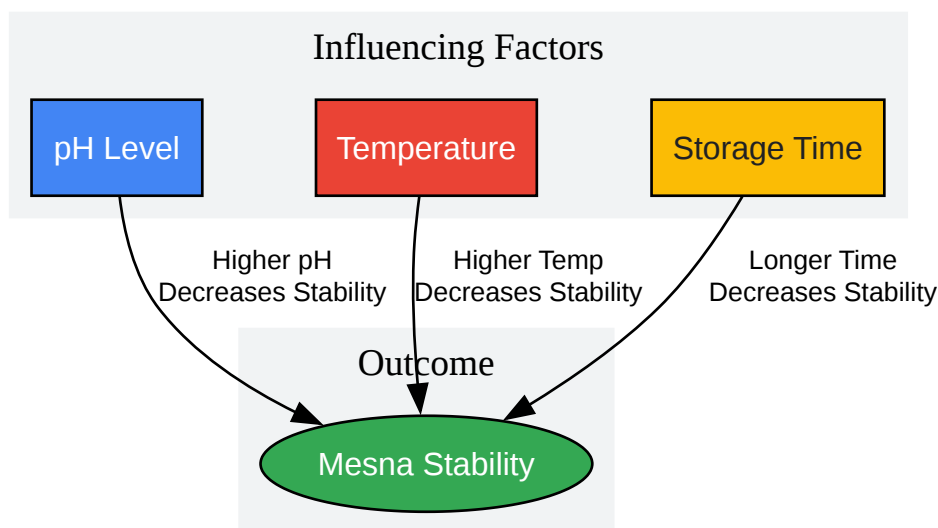 Influencing Factors
pH Level
Temperature
Storage Time
Higher pH
Decreases Stability
Higher Temp
Decreases Stability
Longer Time
Decreases Stability
Outcome
Mesna Stability